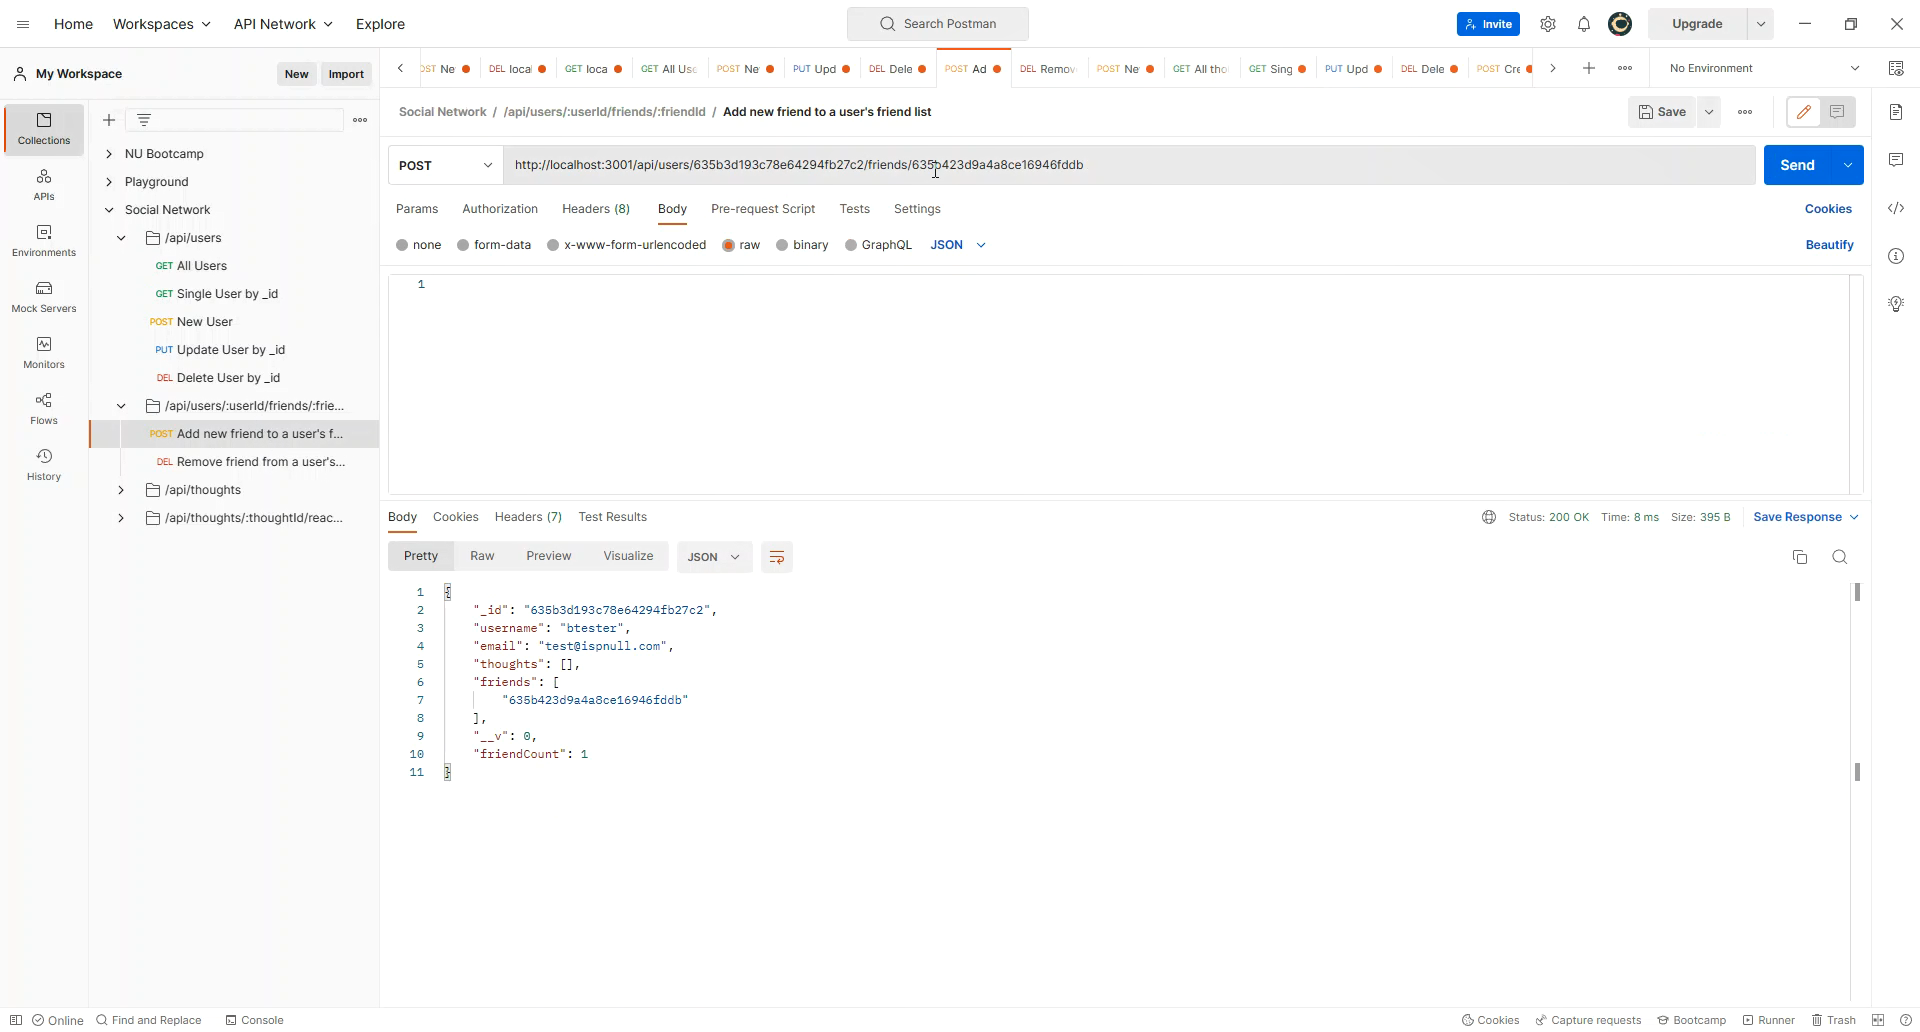 Home Workspaces API Network Explore Search Postman Invite Upgrade
My Workspace New Import
OST Ne DEL local GET loca GET All Use POST Ne PUT Upd DEL Dele POST Ad DEL Remov POST Ne GET All tho GET Sing PUT Upd DEL Dele POST Cre No Environment
Social Network / /api/users/:userId/friends/:friendId / Add new friend to a user's friend list Save
Collections
APIs
Environments
Mock Servers
Monitors
Flows
History
NU Bootcamp
Playground
Social Network
/api/users
GET All Users
GET Single User by _id
POST New User
PUT Update User by _id
DEL Delete User by _id
/api/users/:userId/friends/:frie...
POST Add new friend to a user's f...
DEL Remove friend from a user's...
/api/thoughts
/api/thoughts/:thoughtId/reac...
POST http://localhost:3001/api/users/635b3d193c78e64294fb27c2/friends/635b423d9a4a8ce16946fddb Send
Params Authorization Headers (8) Body Pre-request Script Tests Settings Cookies
none form-data x-www-form-urlencoded raw binary GraphQL JSON Beautify
1
Body Cookies Headers (7) Test Results Status: 200 OK Time: 8 ms Size: 395 B Save Response
Pretty Raw Preview Visualize JSON
1 {
2 "_id": "635b3d193c78e64294fb27c2",
3 "username": "btester",
4 "email": "test@ispnull.com",
5 "thoughts": [],
6 "friends": [
7 "635b423d9a4a8ce16946fddb"
8 ],
9 "__v": 0,
10 "friendCount": 1
11 }
Online Find and Replace Console Cookies Capture requests Bootcamp Runner Trash